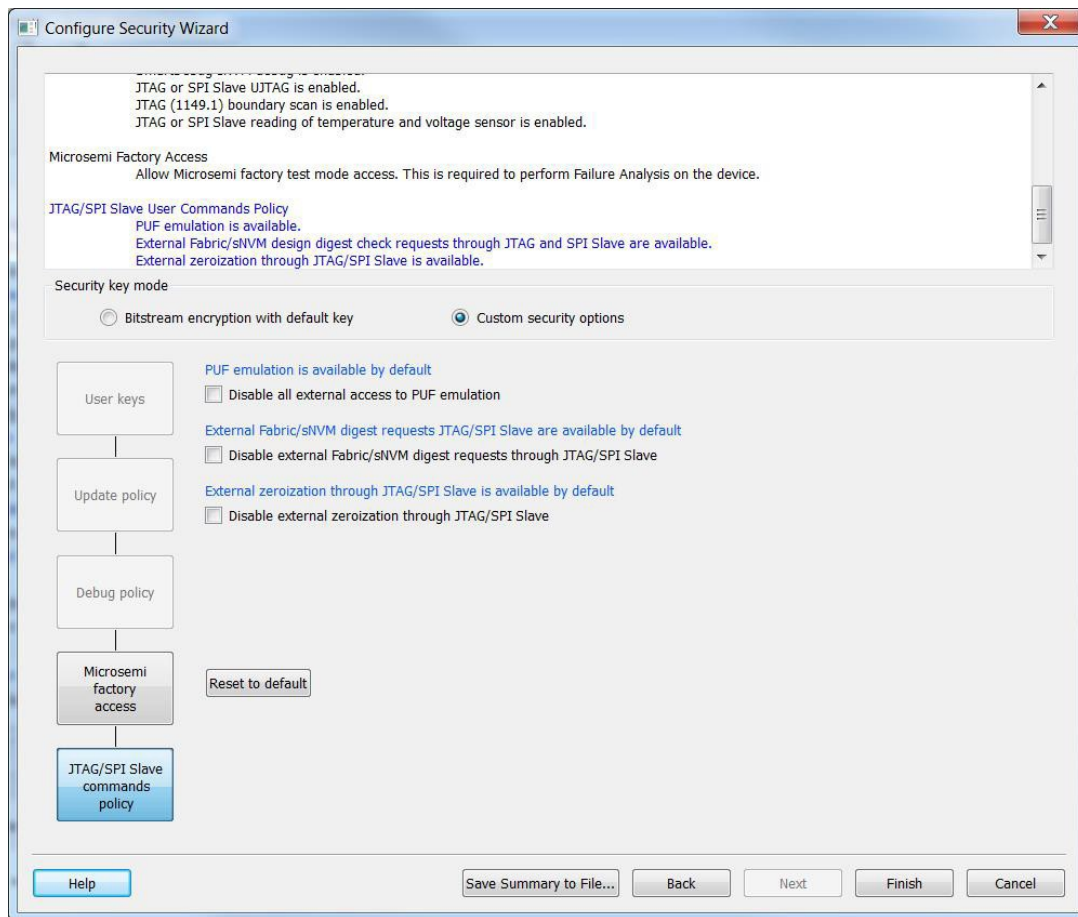 Configure Security Wizard
JTAG or SPI Slave UJTAG is enabled.
JTAG (1149.1) boundary scan is enabled.
JTAG or SPI Slave reading of temperature and voltage sensor is enabled.
Microsemi Factory Access
Allow Microsemi factory test mode access. This is required to perform Failure Analysis on the device.
JTAG/SPI Slave User Commands Policy
PUF emulation is available.
External Fabric/sNVM design digest check requests through JTAG and SPI Slave are available.
External zeroization through JTAG/SPI Slave is available.
Security key mode
Bitstream encryption with default key
Custom security options
User keys
PUF emulation is available by default
Disable all external access to PUF emulation
External Fabric/sNVM digest requests JTAG/SPI Slave are available by default
Disable external Fabric/sNVM digest requests through JTAG/SPI Slave
Update policy
External zeroization through JTAG/SPI Slave is available by default
Disable external zeroization through JTAG/SPI Slave
Debug policy
Microsemi
factory
access
Reset to default
JTAG/SPI Slave
commands
policy
Help
Save Summary to File...
Back
Next
Finish
Cancel